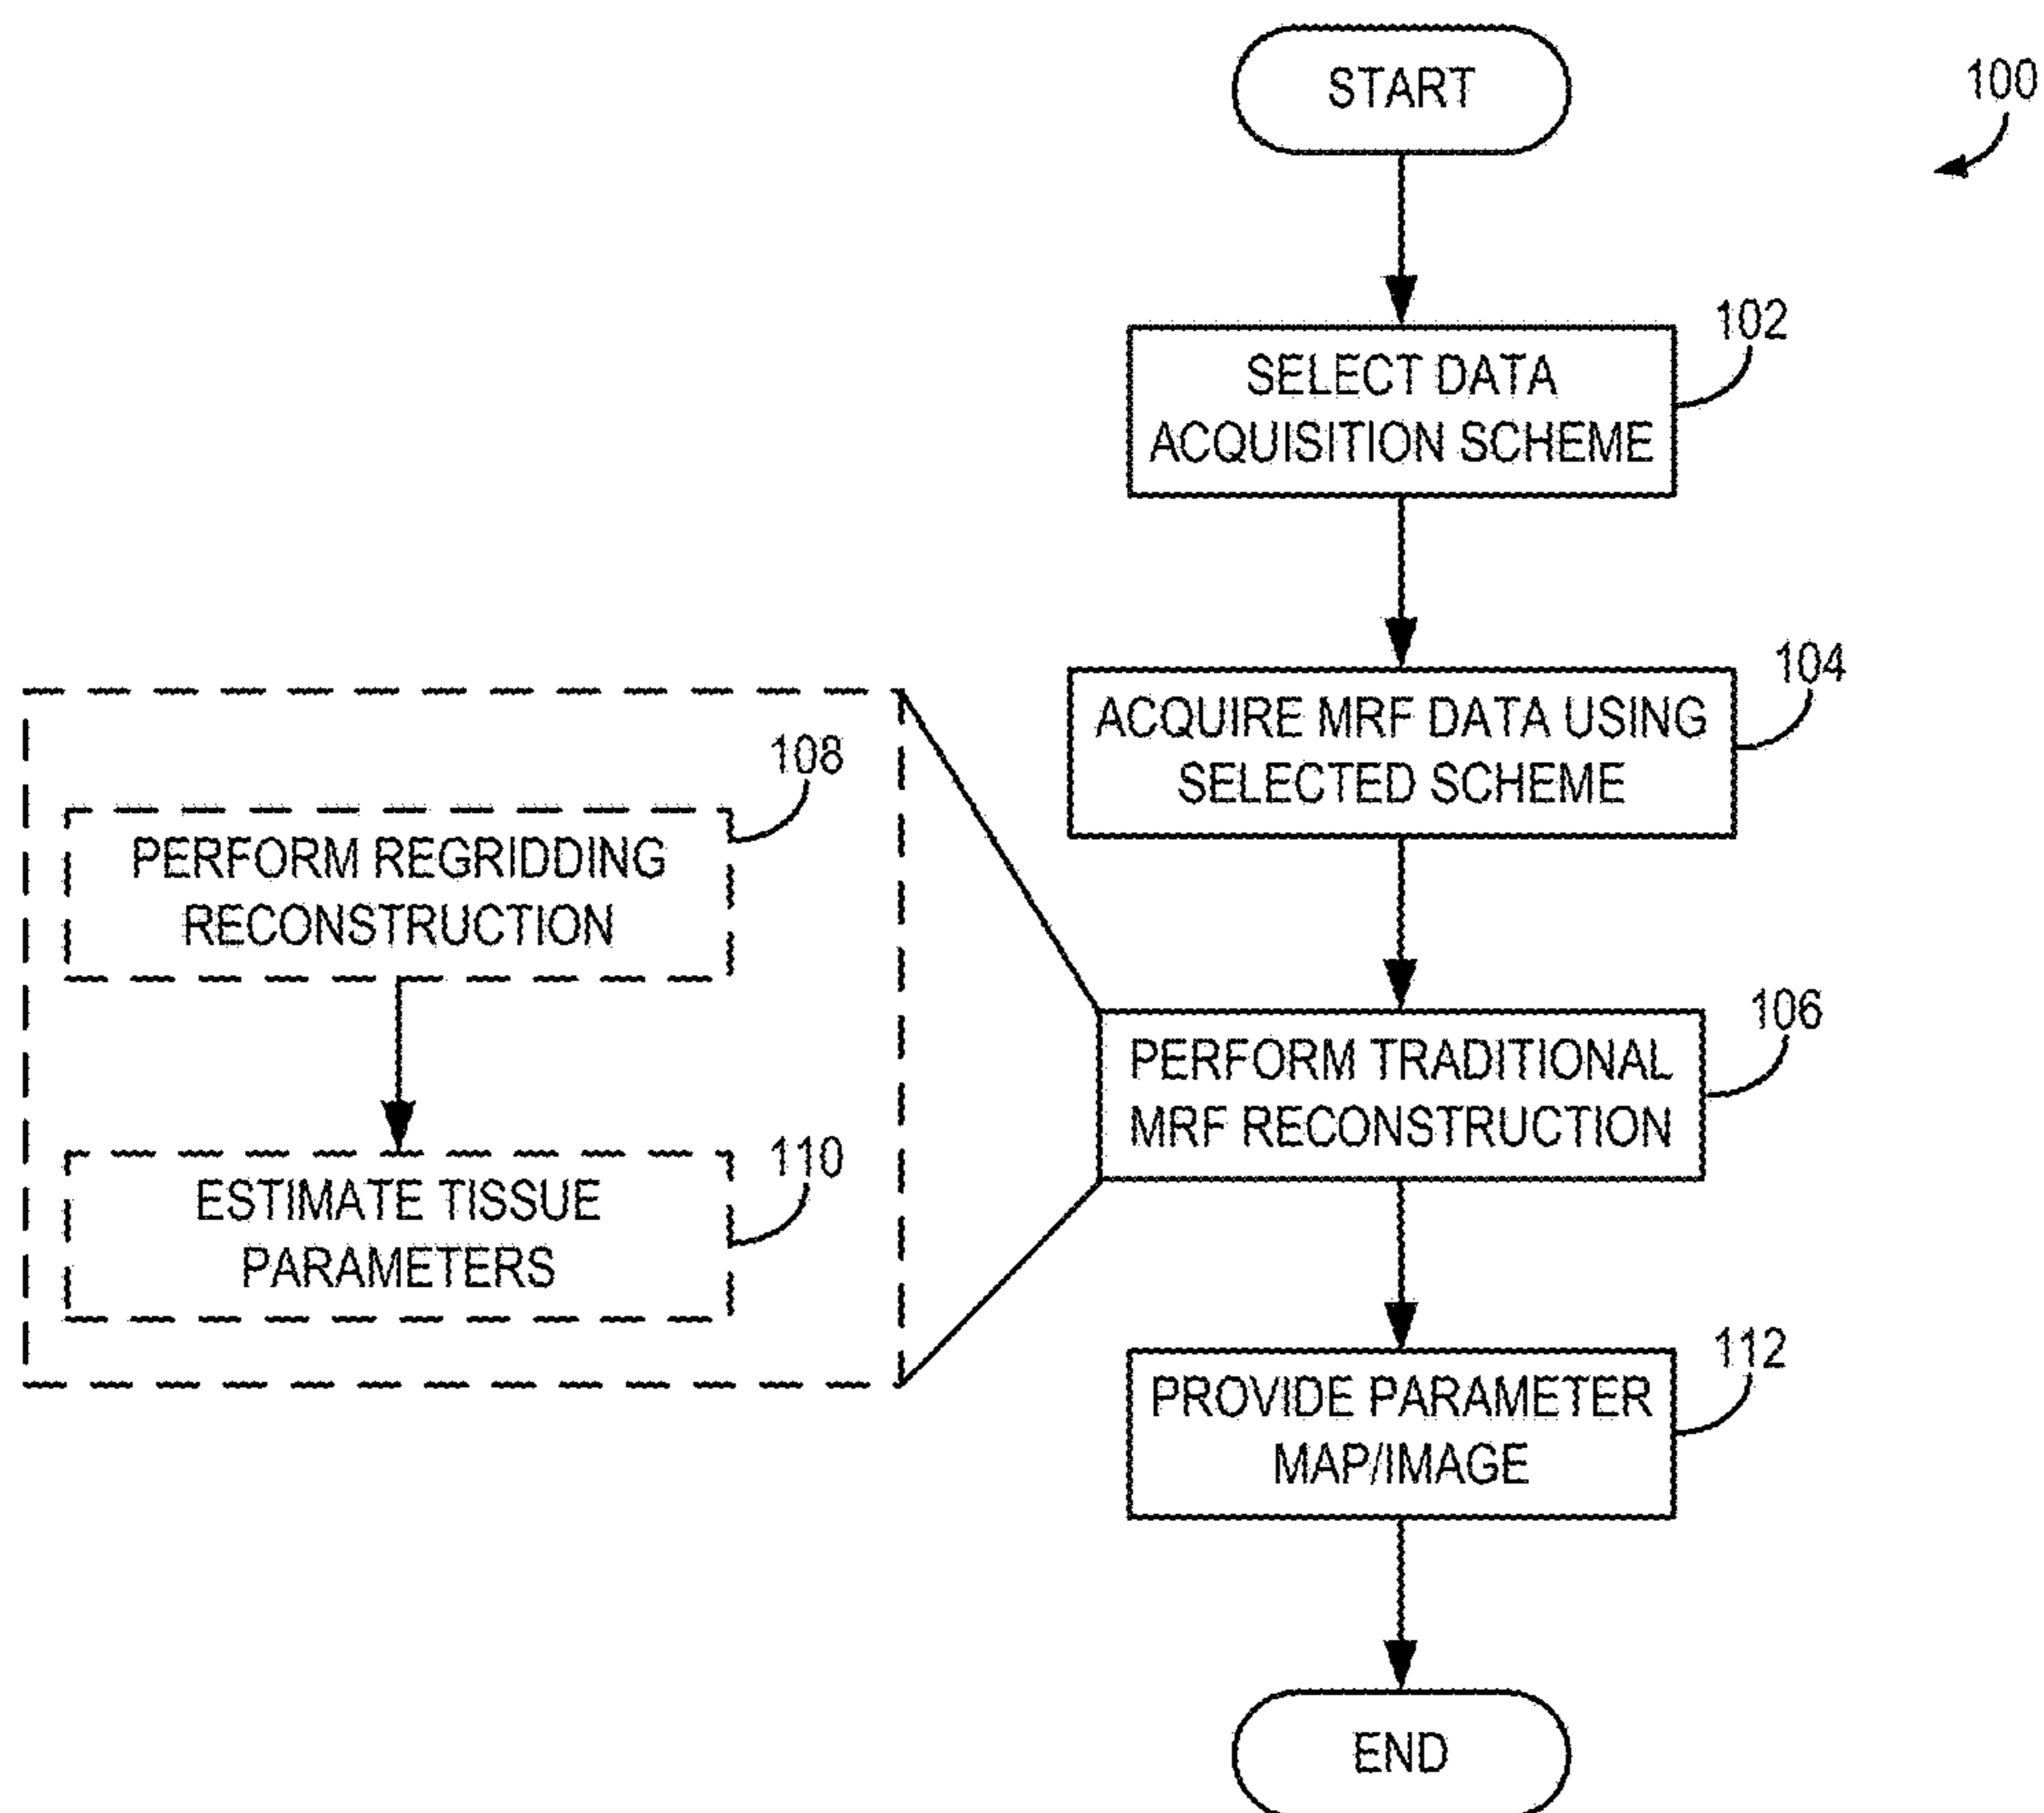 START
100
102
SELECT DATA
ACQUISITION SCHEME
104
ACQUIRE MRF DATA USING
SELECTED SCHEME
108
PERFORM REGRIDDING
RECONSTRUCTION
106
PERFORM TRADITIONAL
MRF RECONSTRUCTION
110
ESTIMATE TISSUE
PARAMETERS
112
PROVIDE PARAMETER
MAP/IMAGE
END